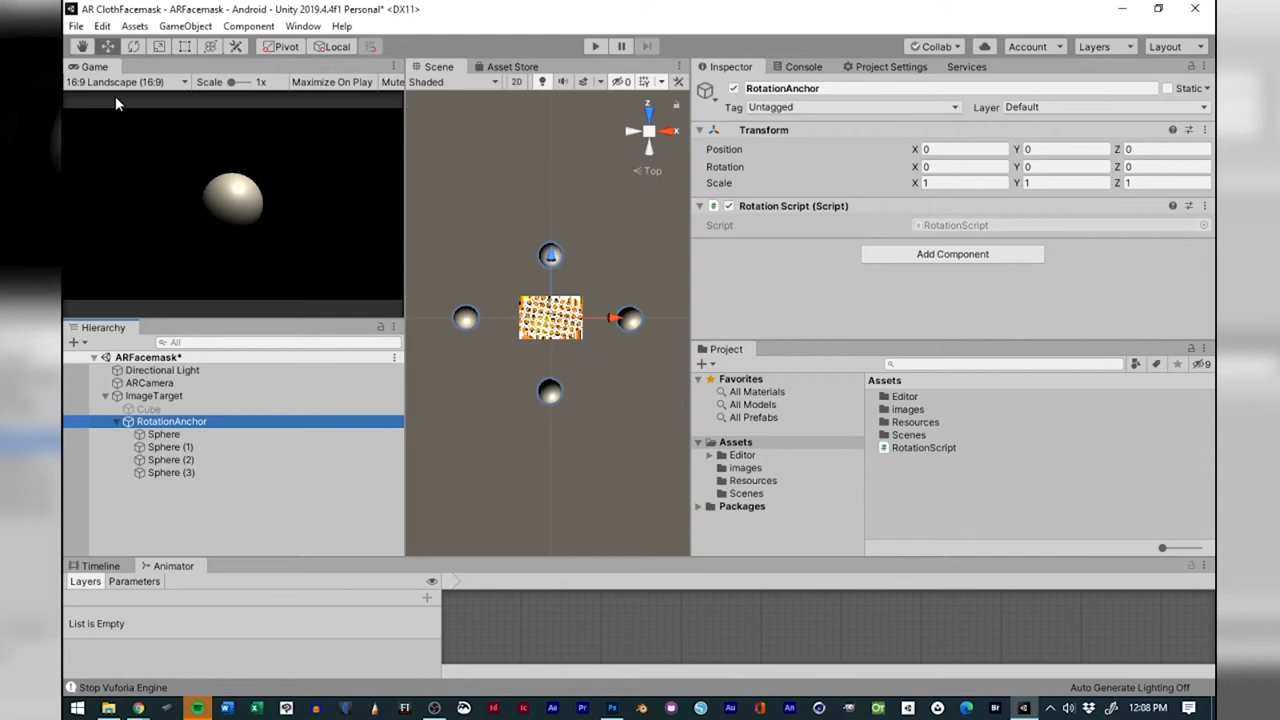 AR ClothFacemask - ARFacemask - Android - Unity 2019.4.4f1 Personal* <DX11>
File Edit Assets GameObject Component Window Help
Pivot Local Collab Account Layers Layout
Game Scene Asset Store Inspector Console Project Settings Services
16:9 Landscape (16:9) Scale 1x Maximize On Play Mute Shaded 2D 0
RotationAnchor Static
Tag Untagged Layer Default
z
x
Top
Transform
Position X 0 Y 0 Z 0
Rotation X 0 Y 0 Z 0
Scale X 1 Y 1 Z 1
Rotation Script (Script)
Script RotationScript
Add Component
Hierarchy
All
ARFacemask*
Directional Light
ARCamera
ImageTarget
Cube
RotationAnchor
Sphere
Sphere (1)
Sphere (2)
Sphere (3)
Project
9
Favorites
All Materials
All Models
All Prefabs
Assets
Editor
images
Resources
Scenes
Packages
Assets
Editor
images
Resources
Scenes
RotationScript
Timeline Animator
Layers Parameters
List is Empty
Stop Vuforia Engine Auto Generate Lighting Off
12:08 PM